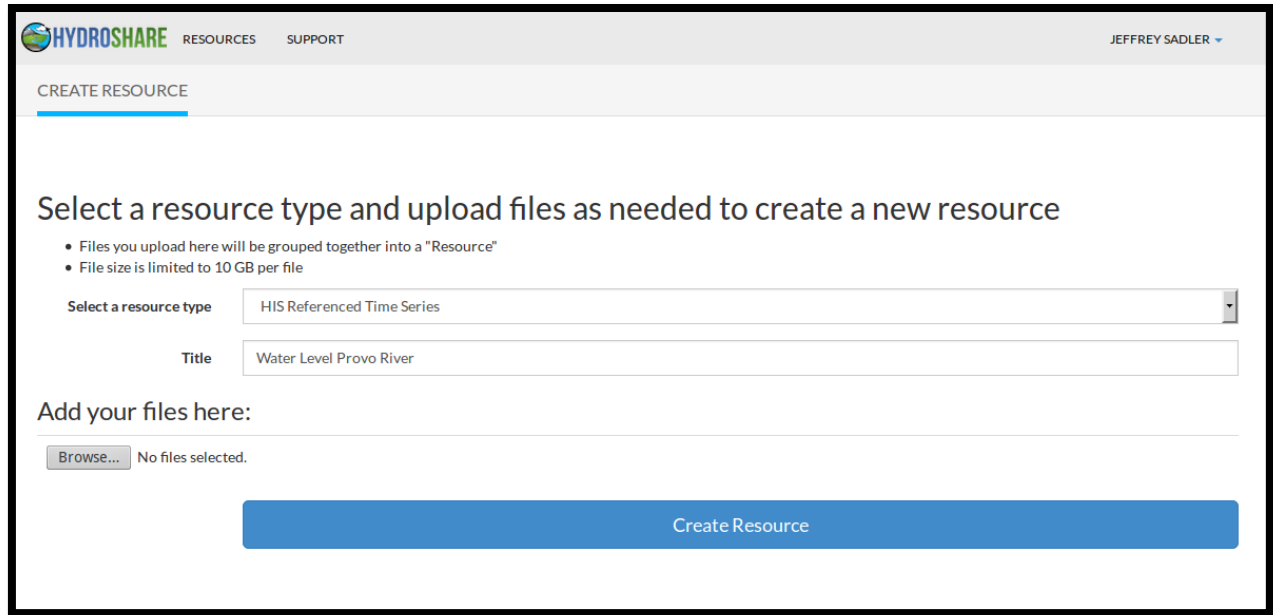 HYDROSHARE RESOURCES SUPPORT JEFFREY SADLER
CREATE RESOURCE
Select a resource type and upload files as needed to create a new resource
• Files you upload here will be grouped together into a "Resource"
• File size is limited to 10 GB per file
Select a resource type HIS Referenced Time Series
Title Water Level Provo River
Add your files here:
Browse... No files selected.
Create Resource